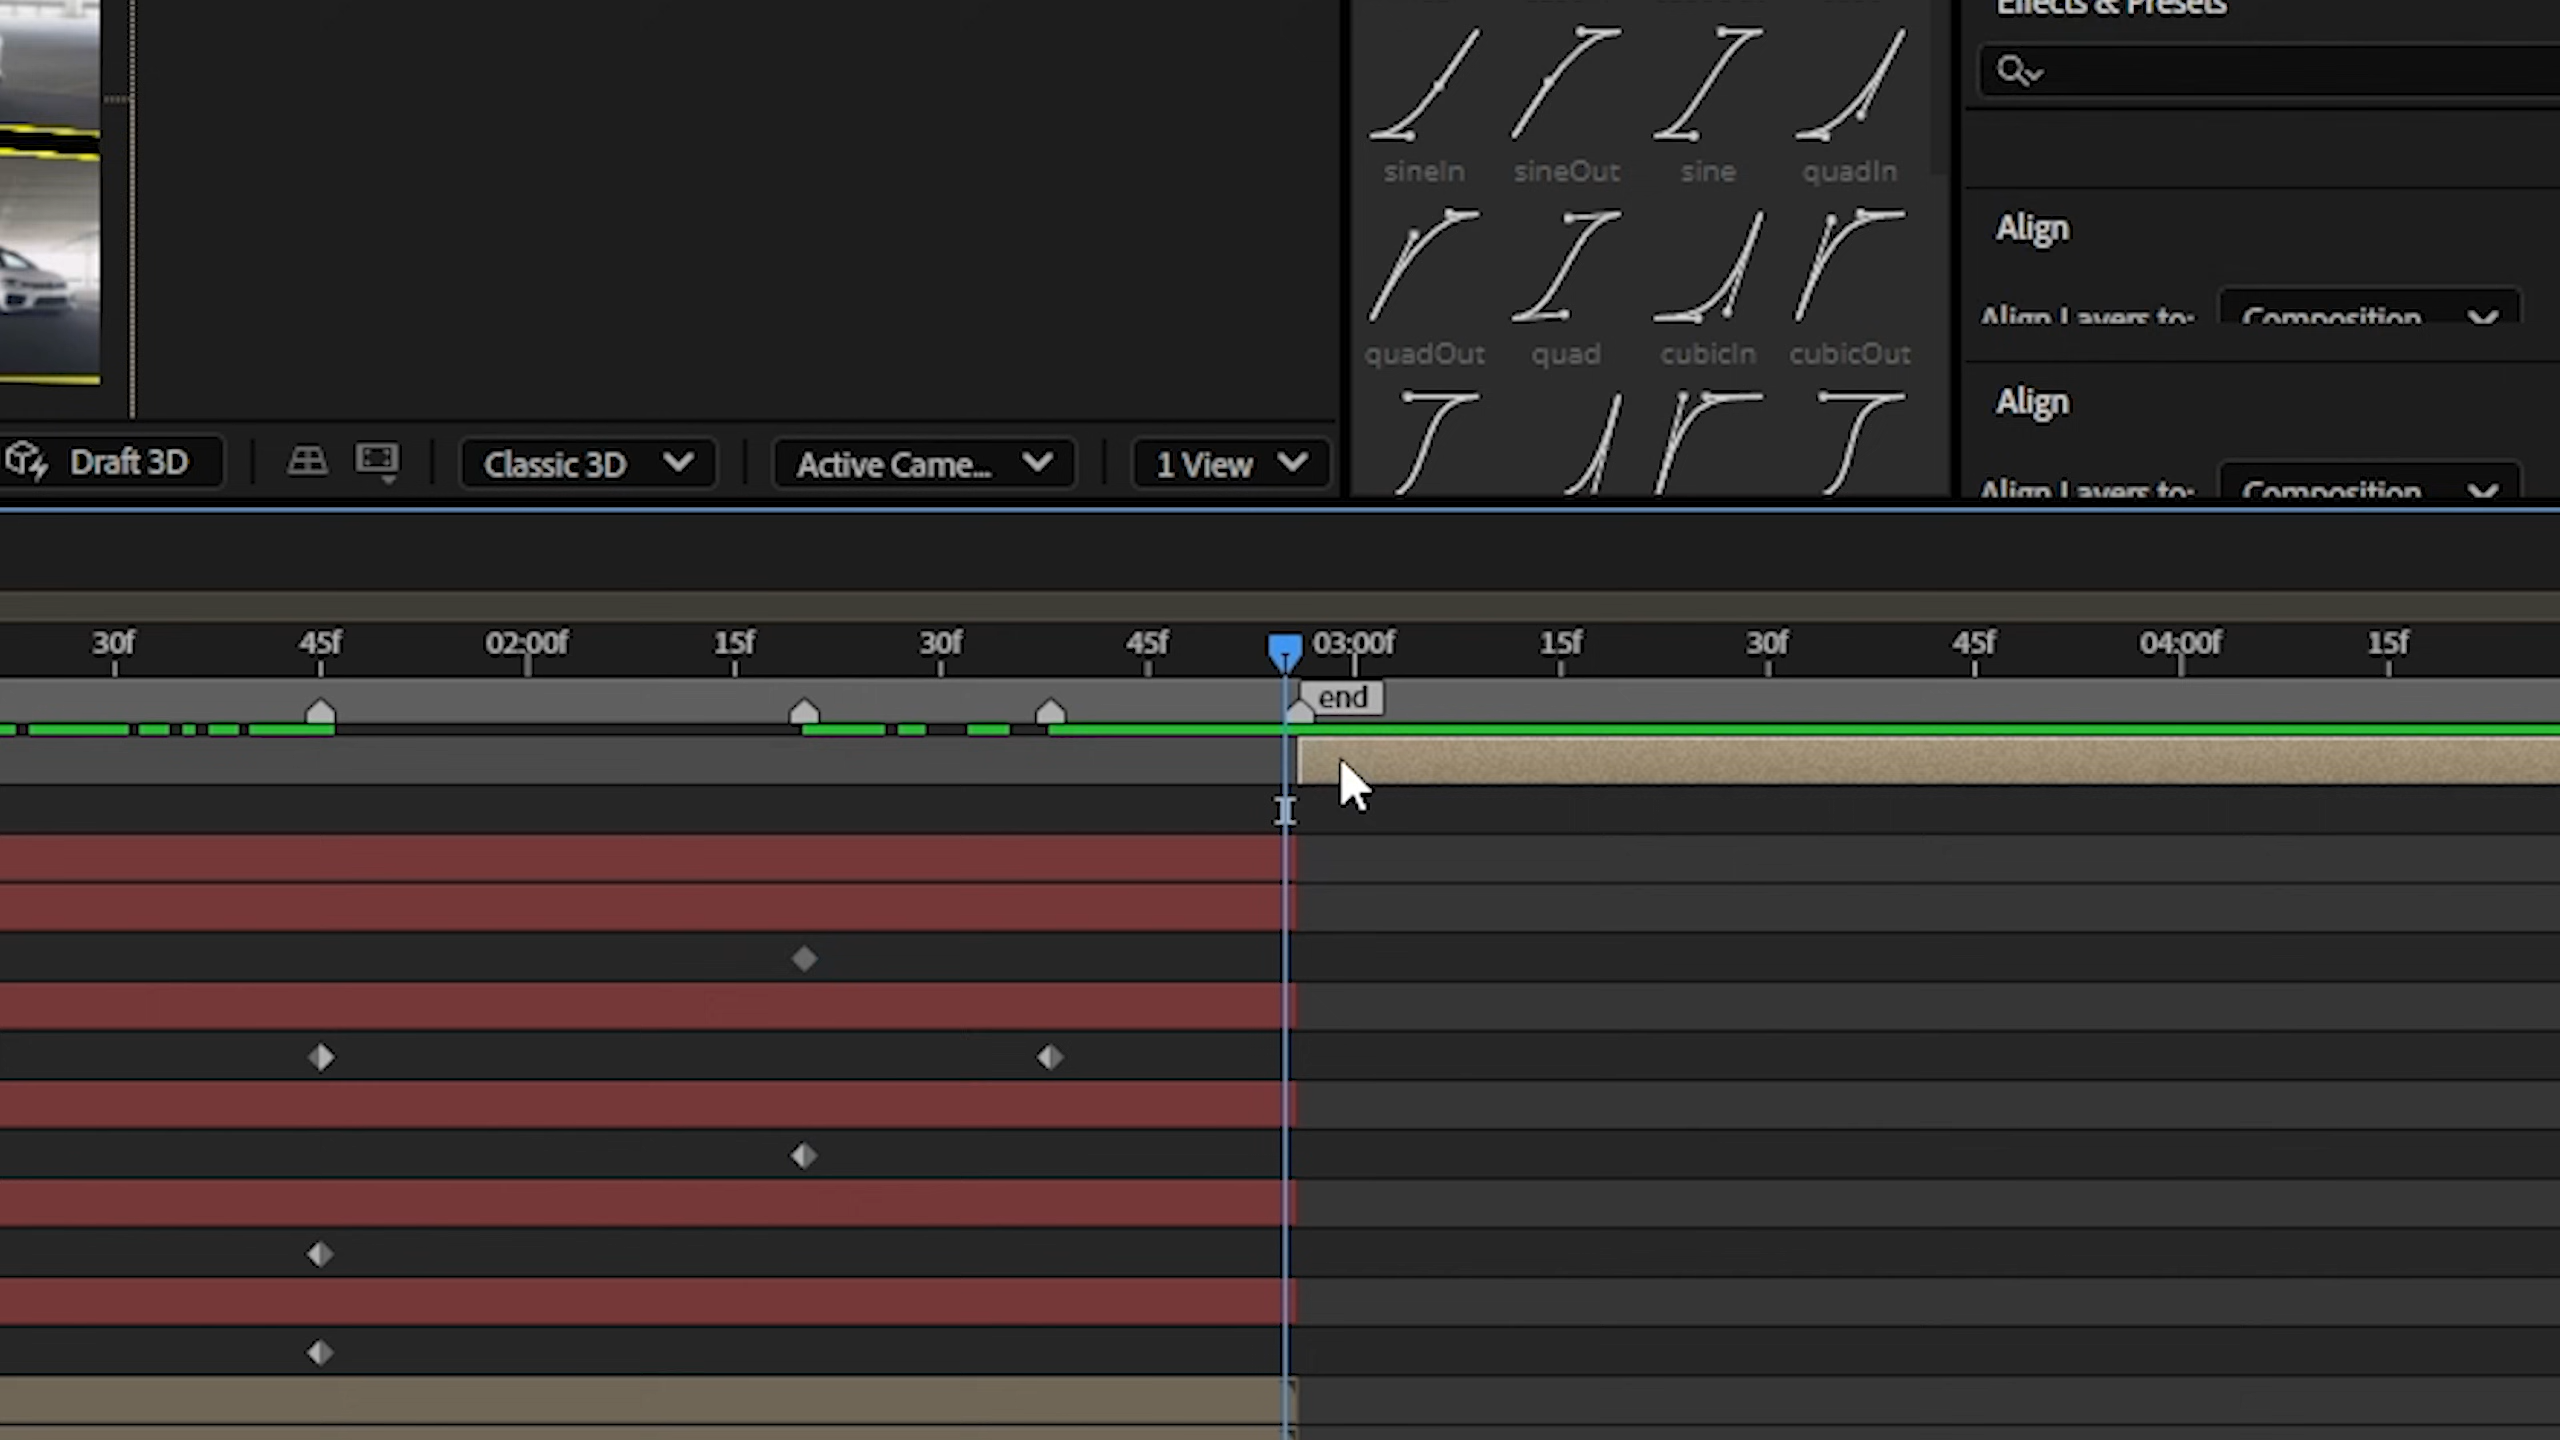 Effects & Presets
sineIn sineOut sine quadIn
Align
Align Layers to: Composition
quadOut quad cubicIn cubicOut
Align
Align Layers to: Composition
Draft 3D Classic 3D Active Came... 1 View
30f 45f 02:00f 15f 30f 45f 03:00f 15f 30f 45f 04:00f 15f
end